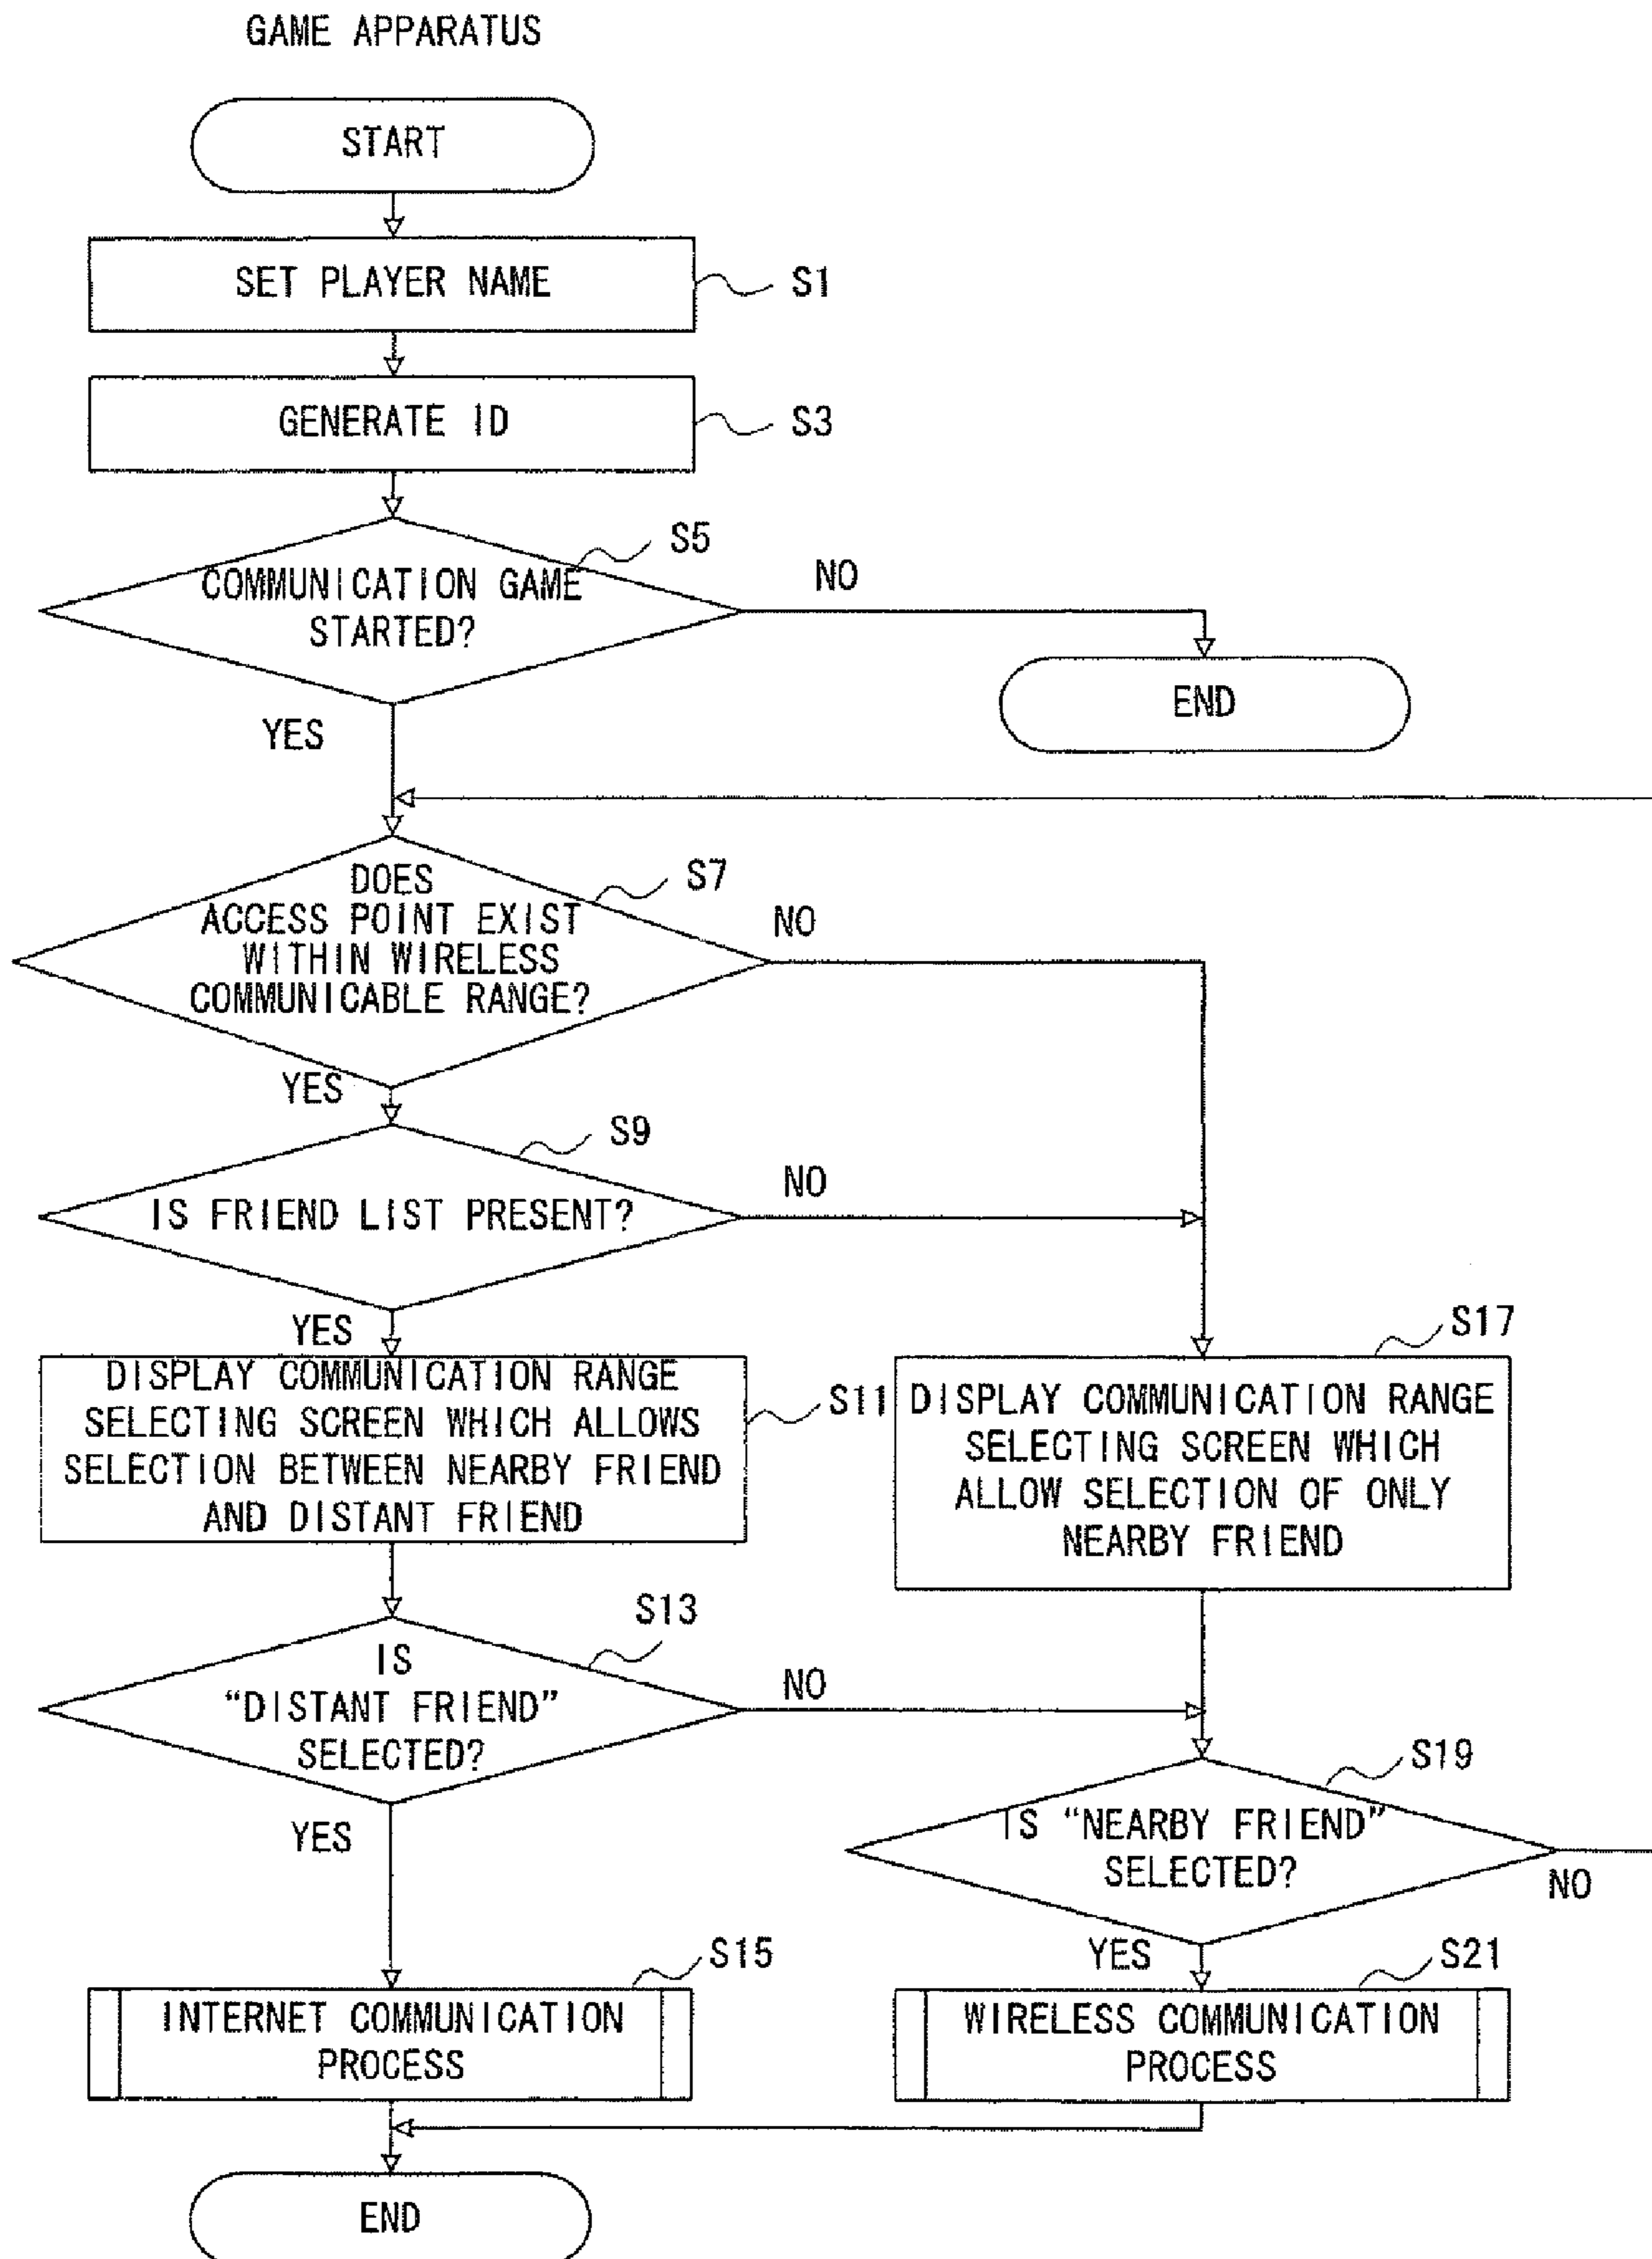 GAME APPARATUS
START
SET PLAYER NAME
S1
GENERATE ID
S3
S5
COMMUNICATION GAME
STARTED?
NO
END
YES
S7
DOES
ACCESS POINT EXIST
WITHIN WIRELESS
COMMUNICABLE RANGE?
NO
YES
S9
IS FRIEND LIST PRESENT?
NO
YES
S11
DISPLAY COMMUNICATION RANGE
SELECTING SCREEN WHICH ALLOWS
SELECTION BETWEEN NEARBY FRIEND
AND DISTANT FRIEND
S17
DISPLAY COMMUNICATION RANGE
SELECTING SCREEN WHICH
ALLOW SELECTION OF ONLY
NEARBY FRIEND
S13
IS
“DISTANT FRIEND”
SELECTED?
NO
YES
S19
IS “NEARBY FRIEND”
SELECTED?
NO
YES
S15
INTERNET COMMUNICATION
PROCESS
S21
WIRELESS COMMUNICATION
PROCESS
END